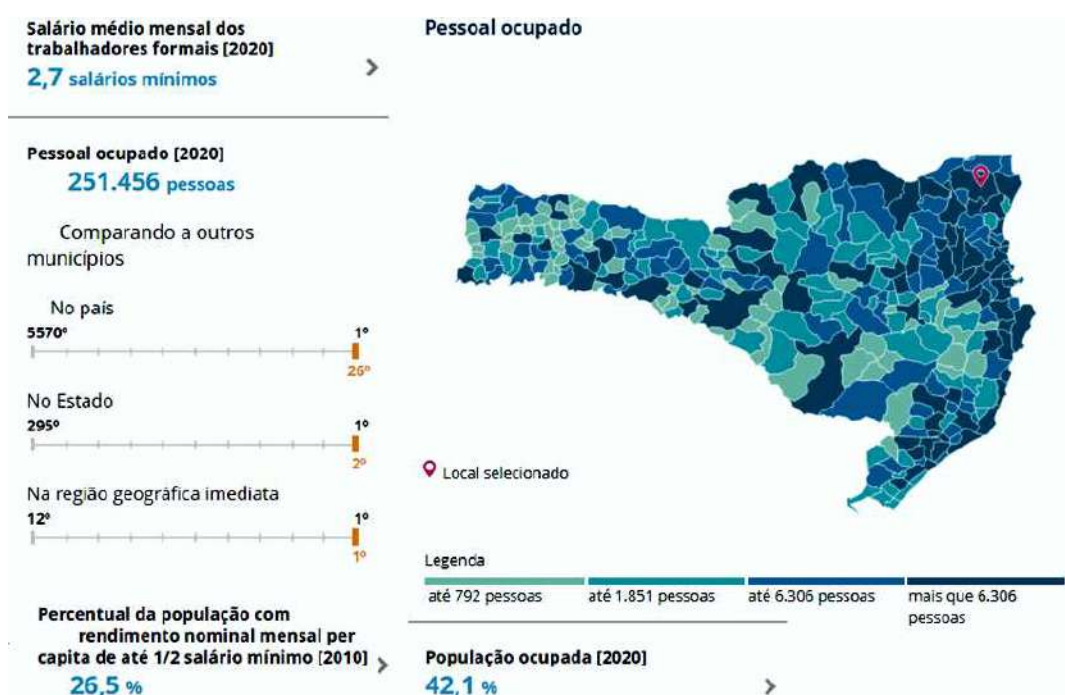 Salário médio mensal dos
trabalhadores formais [2020]
2,7 salários mínimos
Pessoal ocupado [2020]
251.456 pessoas
Comparando a outros
municípios
No país
5570º 1º
26º
No Estado
295º 1º
2º
Na região geográfica imediata
12º 1º
1º
Percentual da população com
rendimento nominal mensal per
capita de até 1/2 salário mínimo [2010]
26,5 %
Pessoal ocupado
Local selecionado
Legenda
até 792 pessoas
até 1.851 pessoas
até 6.306 pessoas
mais que 6.306
pessoas
População ocupada [2020]
42,1 %